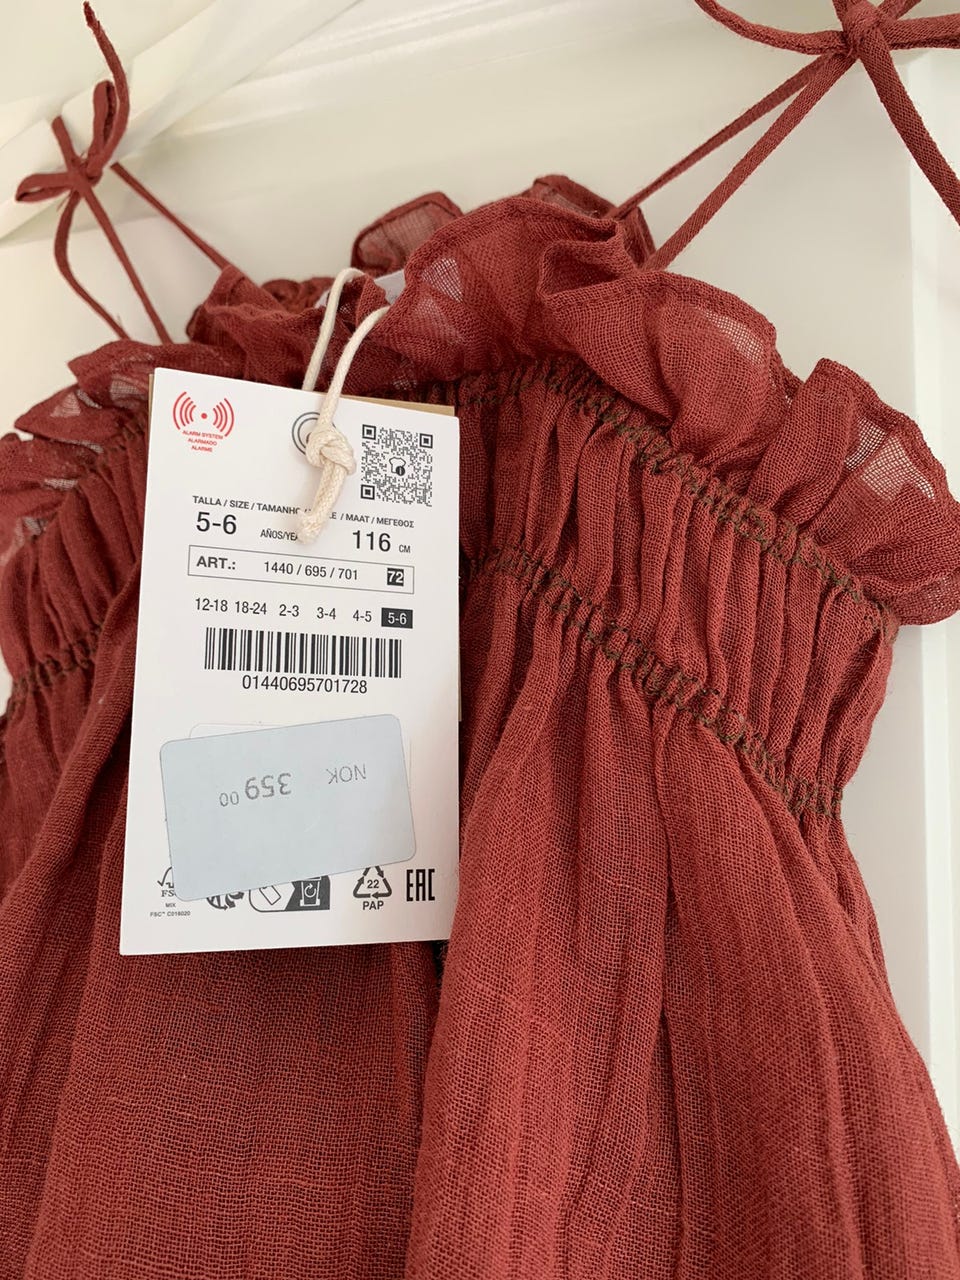 ALARM SYSTEM
ALARMADO
ALARME
TALLA / SIZE / TAMANHO / / MAAT / ΜΕΓΕΘΟΣ
5-6 AÑOS/ 116 CM
ART.: 1440 / 695 / 701 72
12-18 18-24 2-3 3-4 4-5 5-6
01440695701728
NOK 359 00
FSC
MIX
FSC™ C016020
22
PAP
EAC